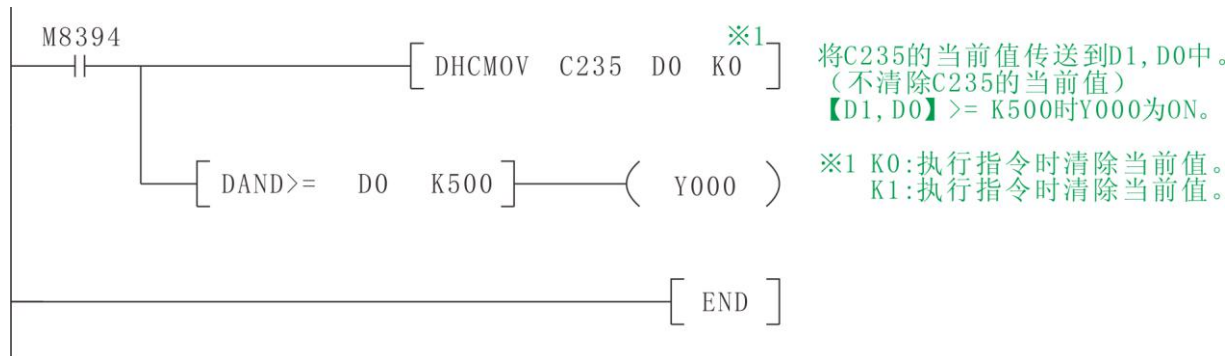 M8394
※1
DHCMOV C235 D0 K0
将C235的当前值传送到D1,D0中。
（不清除C235的当前值）
【D1,D0】>= K500时Y000为ON。
DAND>= D0 K500
Y000
※1 K0:执行指令时清除当前值。
K1:执行指令时清除当前值。
END